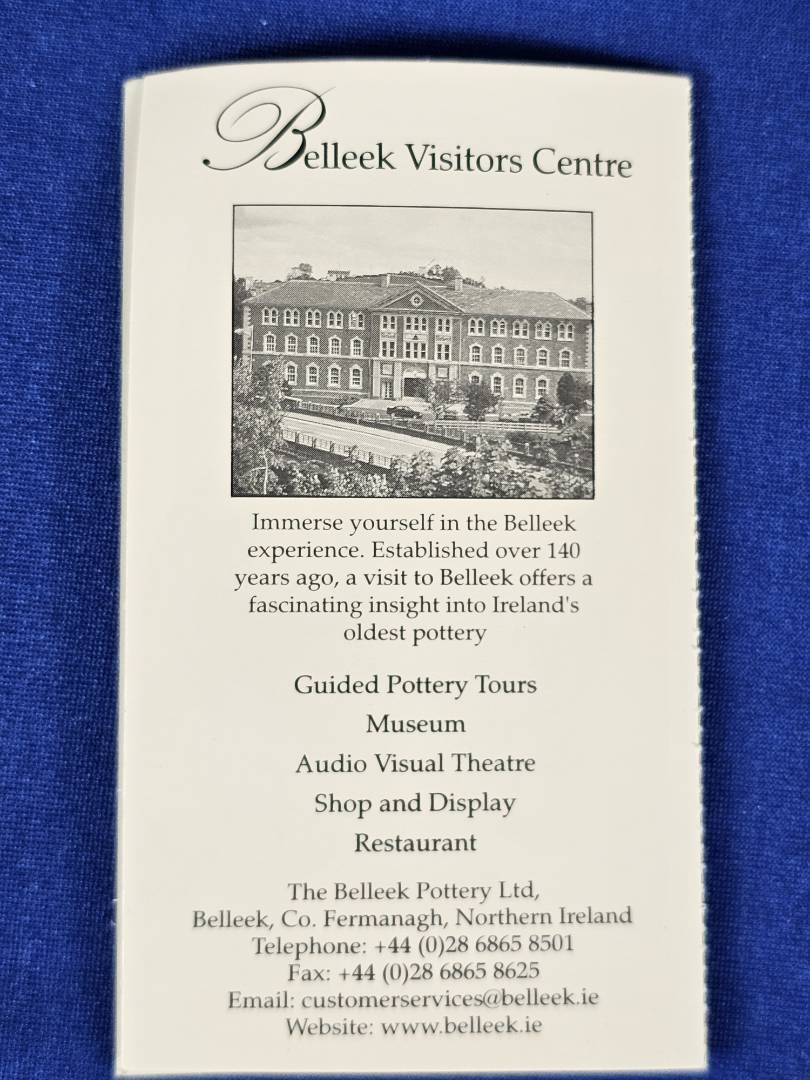 Belleek Visitors Centre
Immerse yourself in the Belleek
experience. Established over 140
years ago, a visit to Belleek offers a
fascinating insight into Ireland's
oldest pottery
Guided Pottery Tours
Museum
Audio Visual Theatre
Shop and Display
Restaurant
The Belleek Pottery Ltd,
Belleek, Co. Fermanagh, Northern Ireland
Telephone: +44 (0)28 6865 8501
Fax: +44 (0)28 6865 8625
Email: customerservices@belleek.ie
Website: www.belleek.ie